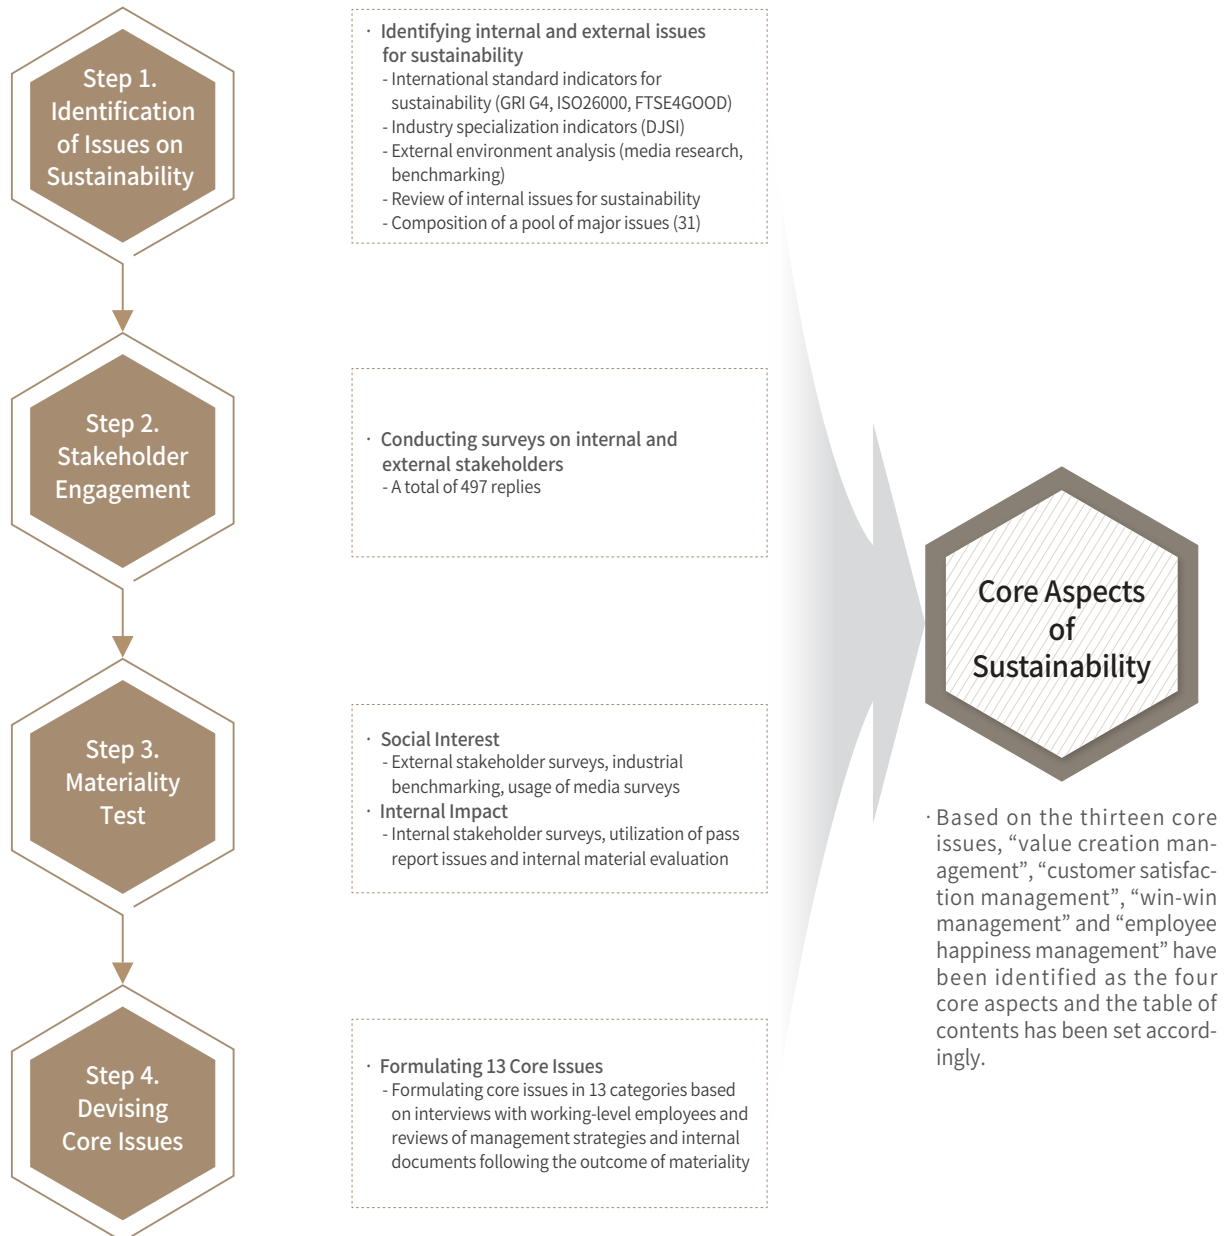 Step 1.
Identification
of Issues on
Sustainability
· Identifying internal and external issues
for sustainability
- International standard indicators for
sustainability (GRI G4, ISO26000, FTSE4GOOD)
- Industry specialization indicators (DJSI)
- External environment analysis (media research,
benchmarking)
- Review of internal issues for sustainability
- Composition of a pool of major issues (31)
Step 2.
Stakeholder
Engagement
· Conducting surveys on internal and
external stakeholders
- A total of 497 replies
Step 3.
Materiality
Test
· Social Interest
- External stakeholder surveys, industrial
benchmarking, usage of media surveys
· Internal Impact
- Internal stakeholder surveys, utilization of pass
report issues and internal material evaluation
Step 4.
Devising
Core Issues
· Formulating 13 Core Issues
- Formulating core issues in 13 categories based
on interviews with working-level employees and
reviews of management strategies and internal
documents following the outcome of materiality
Core Aspects
of
Sustainability
· Based on the thirteen core
issues, “value creation man-
agement”, “customer satisfac-
tion management”, “win-win
management” and “employee
happiness management” have
been identified as the four
core aspects and the table of
contents has been set accord-
ingly.